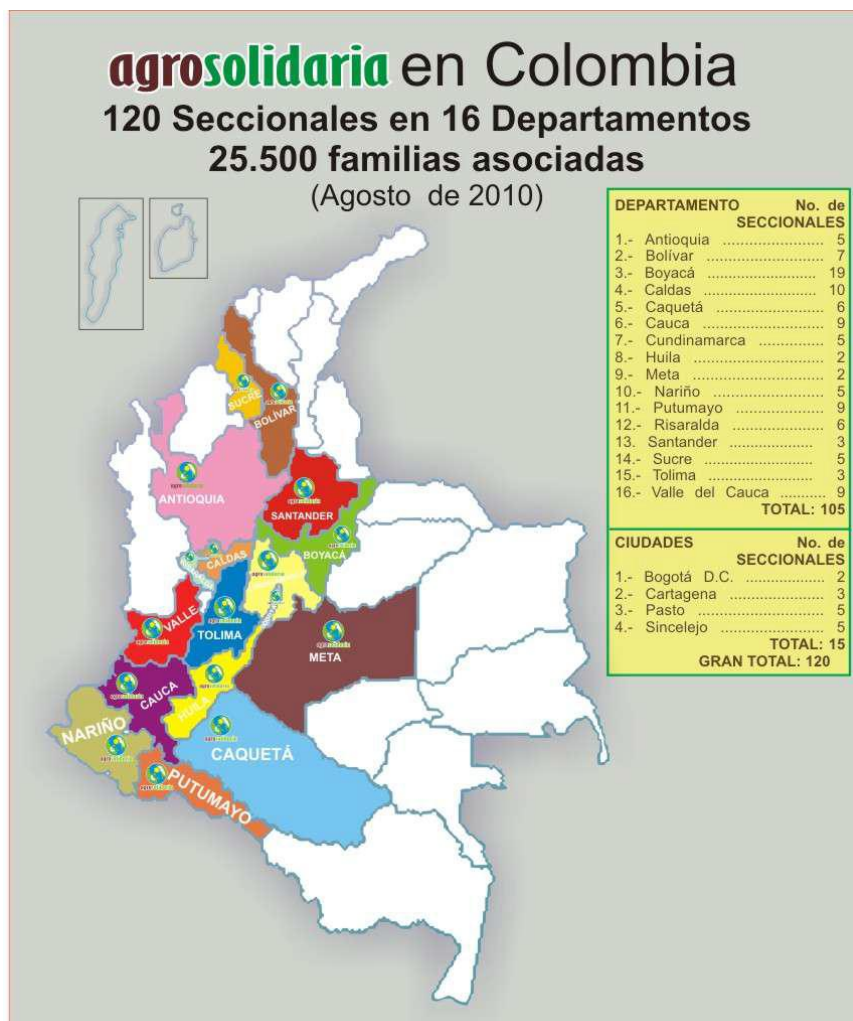 agrosolidaria en Colombia
120 Seccionales en 16 Departamentos
25.500 familias asociadas
(Agosto de 2010)
DEPARTAMENTO No. de
SECCIONALES
1.- Antioquia ...................... 5
2.- Bolívar ......................... 7
3.- Boyacá ......................... 19
4.- Caldas ......................... 10
5.- Caquetá ........................ 6
6.- Cauca .......................... 9
7.- Cundinamarca .............. 5
8.- Huila ............................ 2
9.- Meta ............................ 2
10.- Nariño ........................ 5
11.- Putumayo ................... 9
12.- Risaralda .................... 6
13. Santander .................... 3
14.- Sucre ......................... 5
15.- Tolima ........................ 3
16.- Valle del Cauca .......... 9
TOTAL: 105
CIUDADES No. de
SECCIONALES
1.- Bogotá D.C. ................. 2
2.- Cartagena ................... 3
3.- Pasto .......................... 5
4.- Sincelejo ..................... 5
TOTAL: 15
GRAN TOTAL: 120
SUCRE
BOLÍVAR
ANTIOQUIA
SANTANDER
BOYACÁ
CALDAS
VALLE
TOLIMA
META
CAUCA
HUILA
NARIÑO
CAQUETÁ
PUTUMAYO